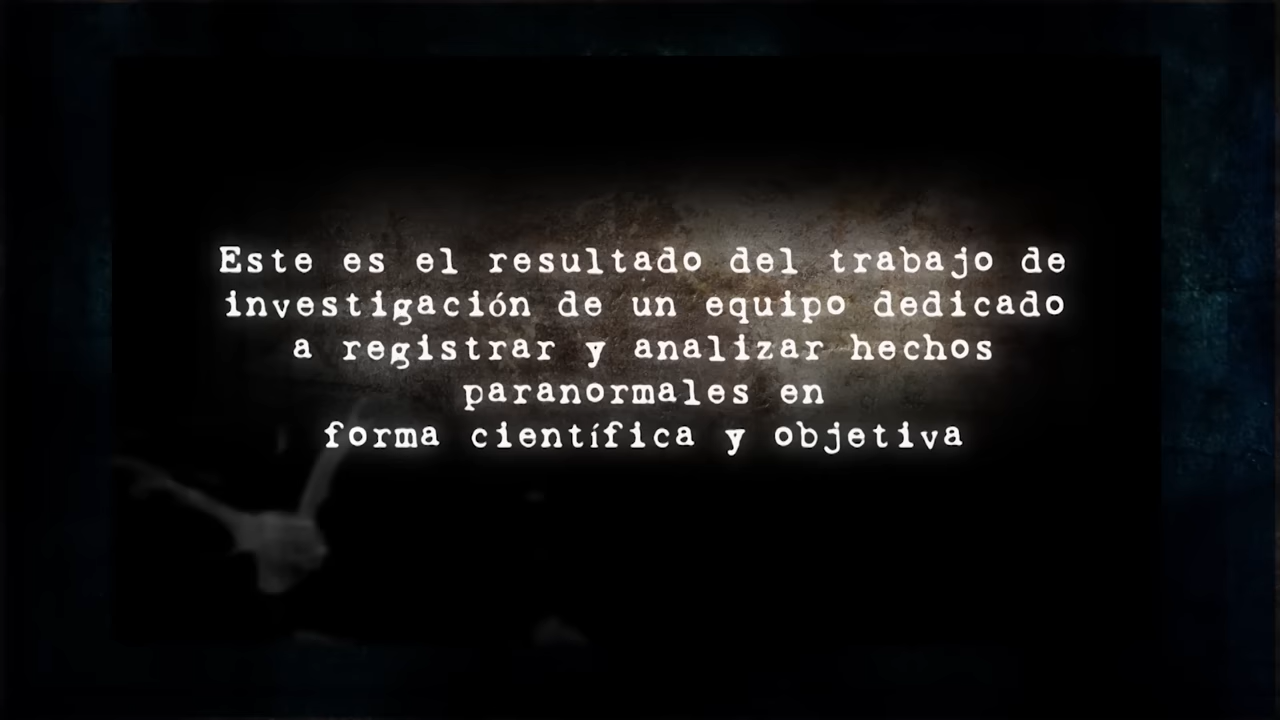 Este es el resultado del trabajo de
investigación de un equipo dedicado
a registrar y analizar hechos
paranormales en
forma científica y objetiva